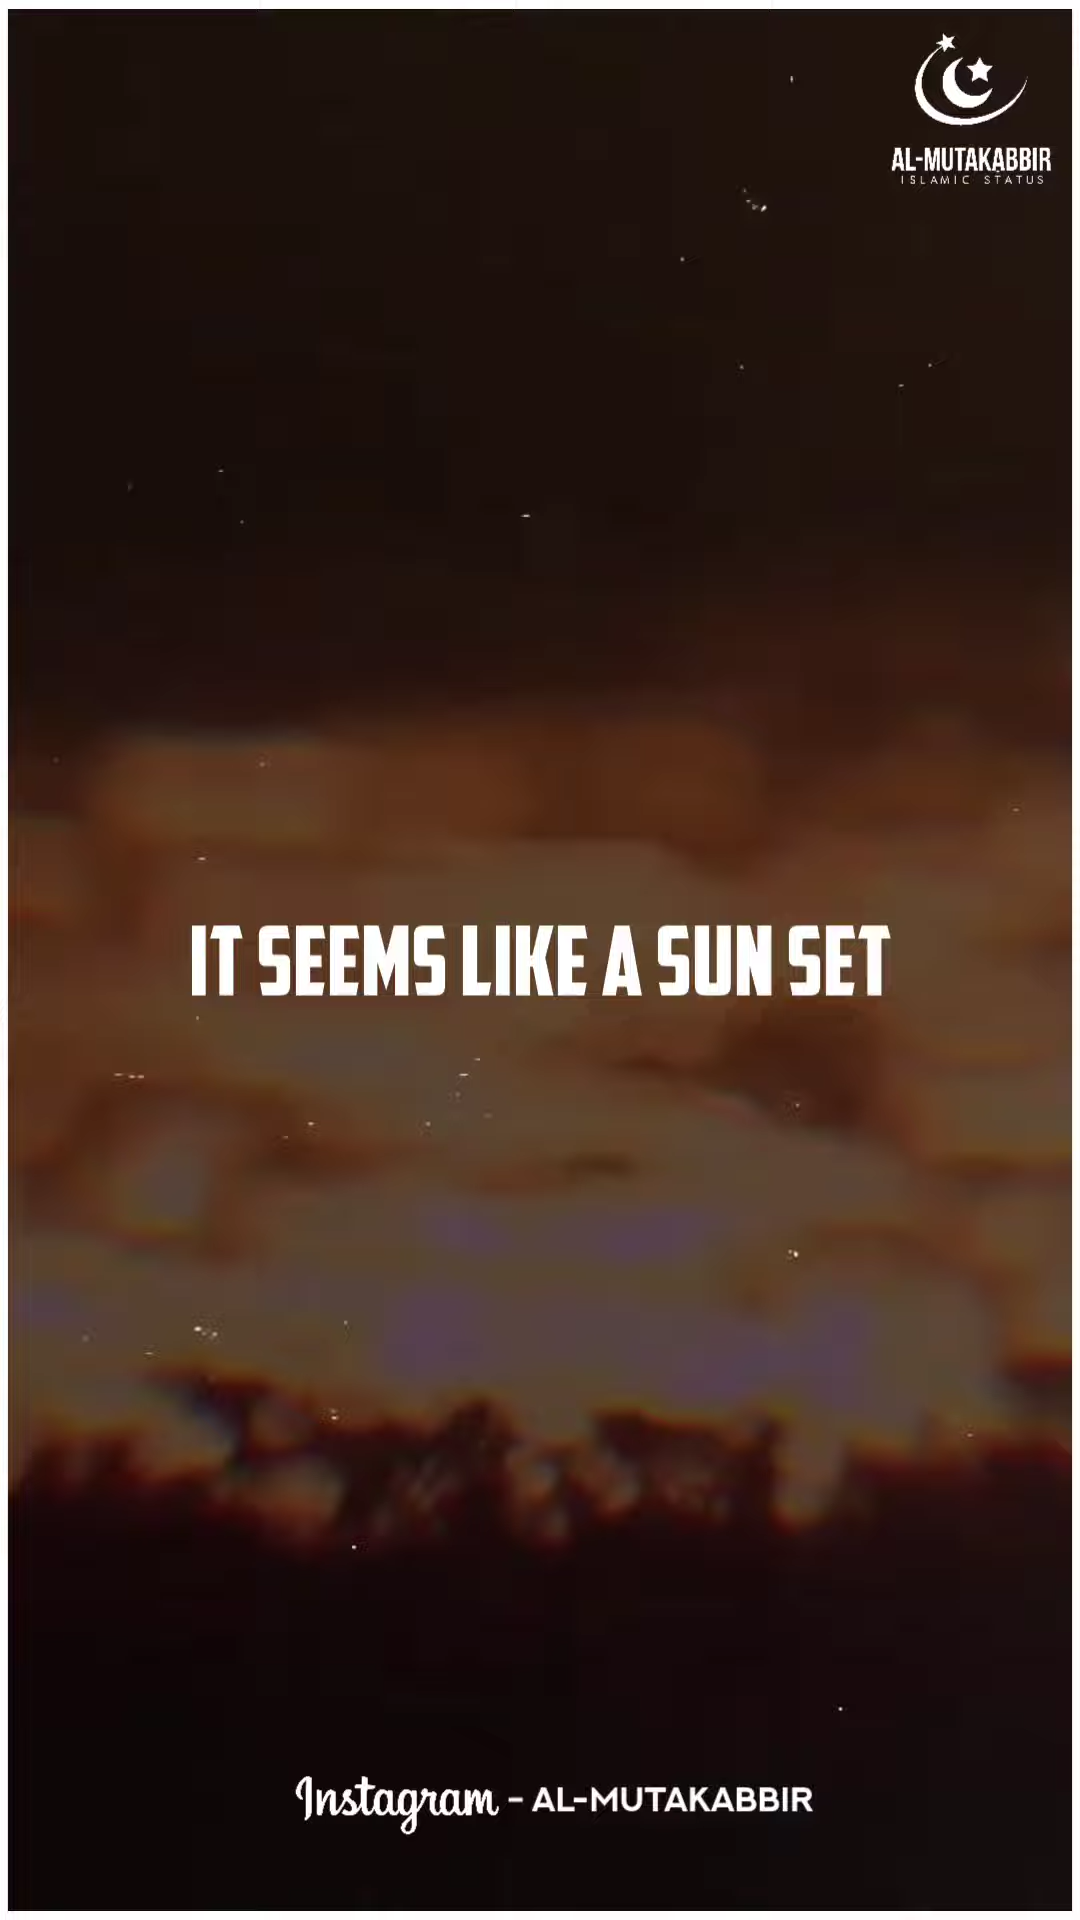 AL-MUTAKABBIR
ISLAMIC STATUS
IT SEEMS LIKE A SUN SET
Instagram - AL-MUTAKABBIR